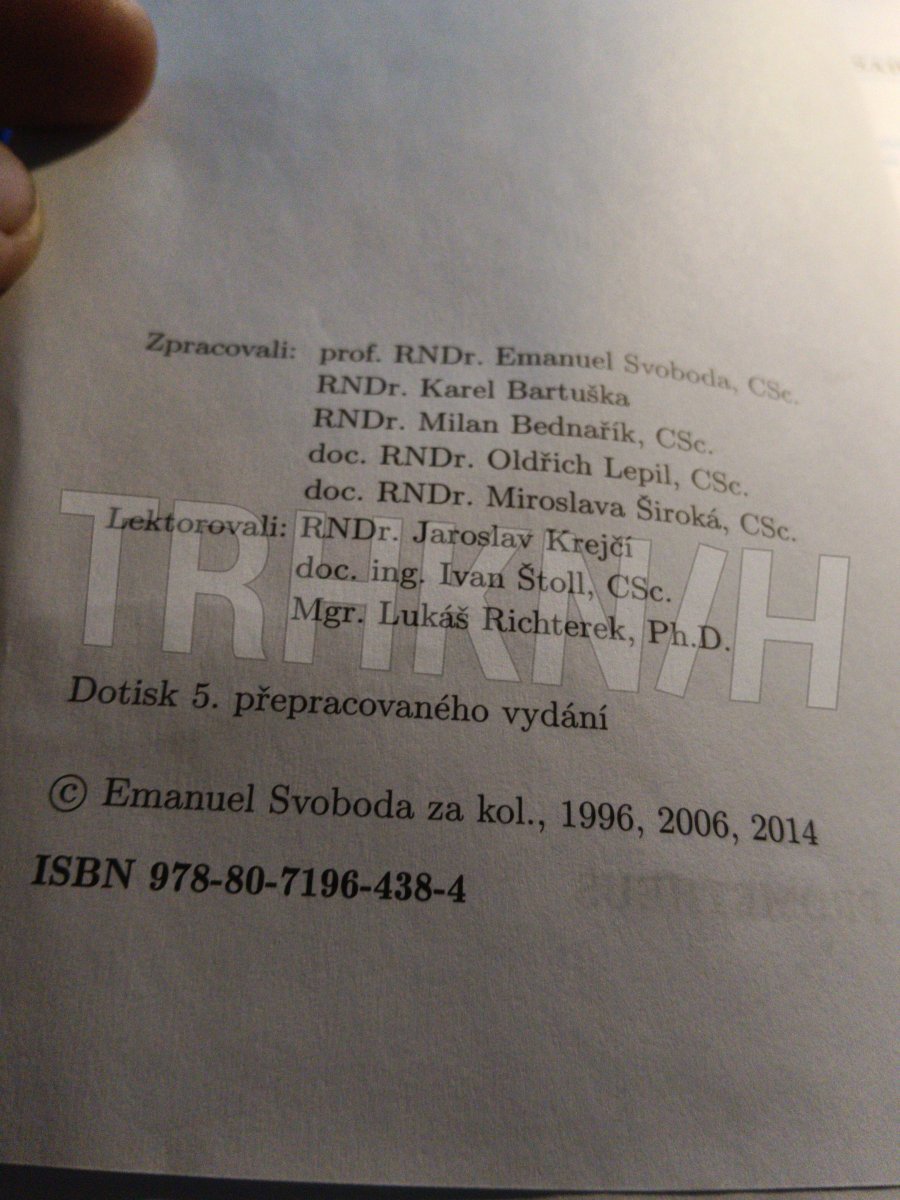 Zpracovali: prof. RNDr. Emanuel Svoboda, CSc.
RNDr. Karel Bartuška
RNDr. Milan Bednařík, CSc.
doc. RNDr. Oldřich Lepil, CSc.
doc. RNDr. Miroslava Široká, CSc.
Lektorovali: RNDr. Jaroslav Krejčí
doc. ing. Ivan Štoll, CSc.
Mgr. Lukáš Richterek, Ph.D.
TRHKNIH
Dotisk 5. přepracovaného vydání
© Emanuel Svoboda za kol., 1996, 2006, 2014
ISBN 978-80-7196-438-4